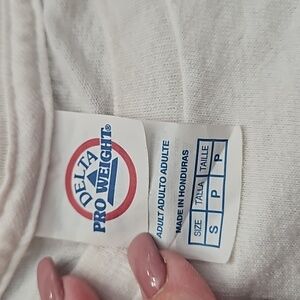 DELTA
PRO WEIGHT®
ADULT ADULTO ADULTE
MADE IN HONDURAS
SIZE TALLA TAILLE
S P P